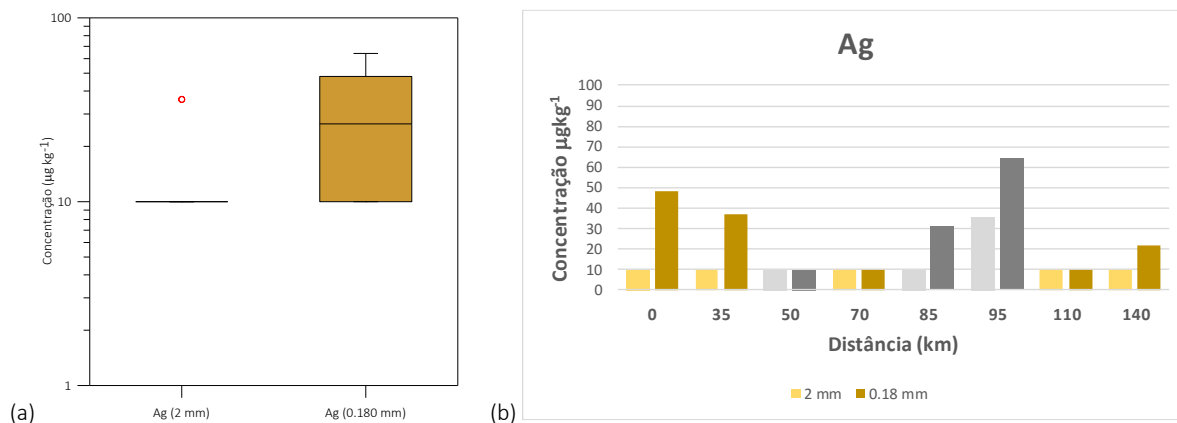 100
10
1
Concentração (µg kg⁻¹)
Ag (2 mm)
Ag (0.180 mm)
(a)
Ag
Concentração µgkg⁻¹
100
90
80
70
60
50
40
30
20
10
0
0 35 50 70 85 95 110 140
Distância (km)
2 mm 0.18 mm
(b)